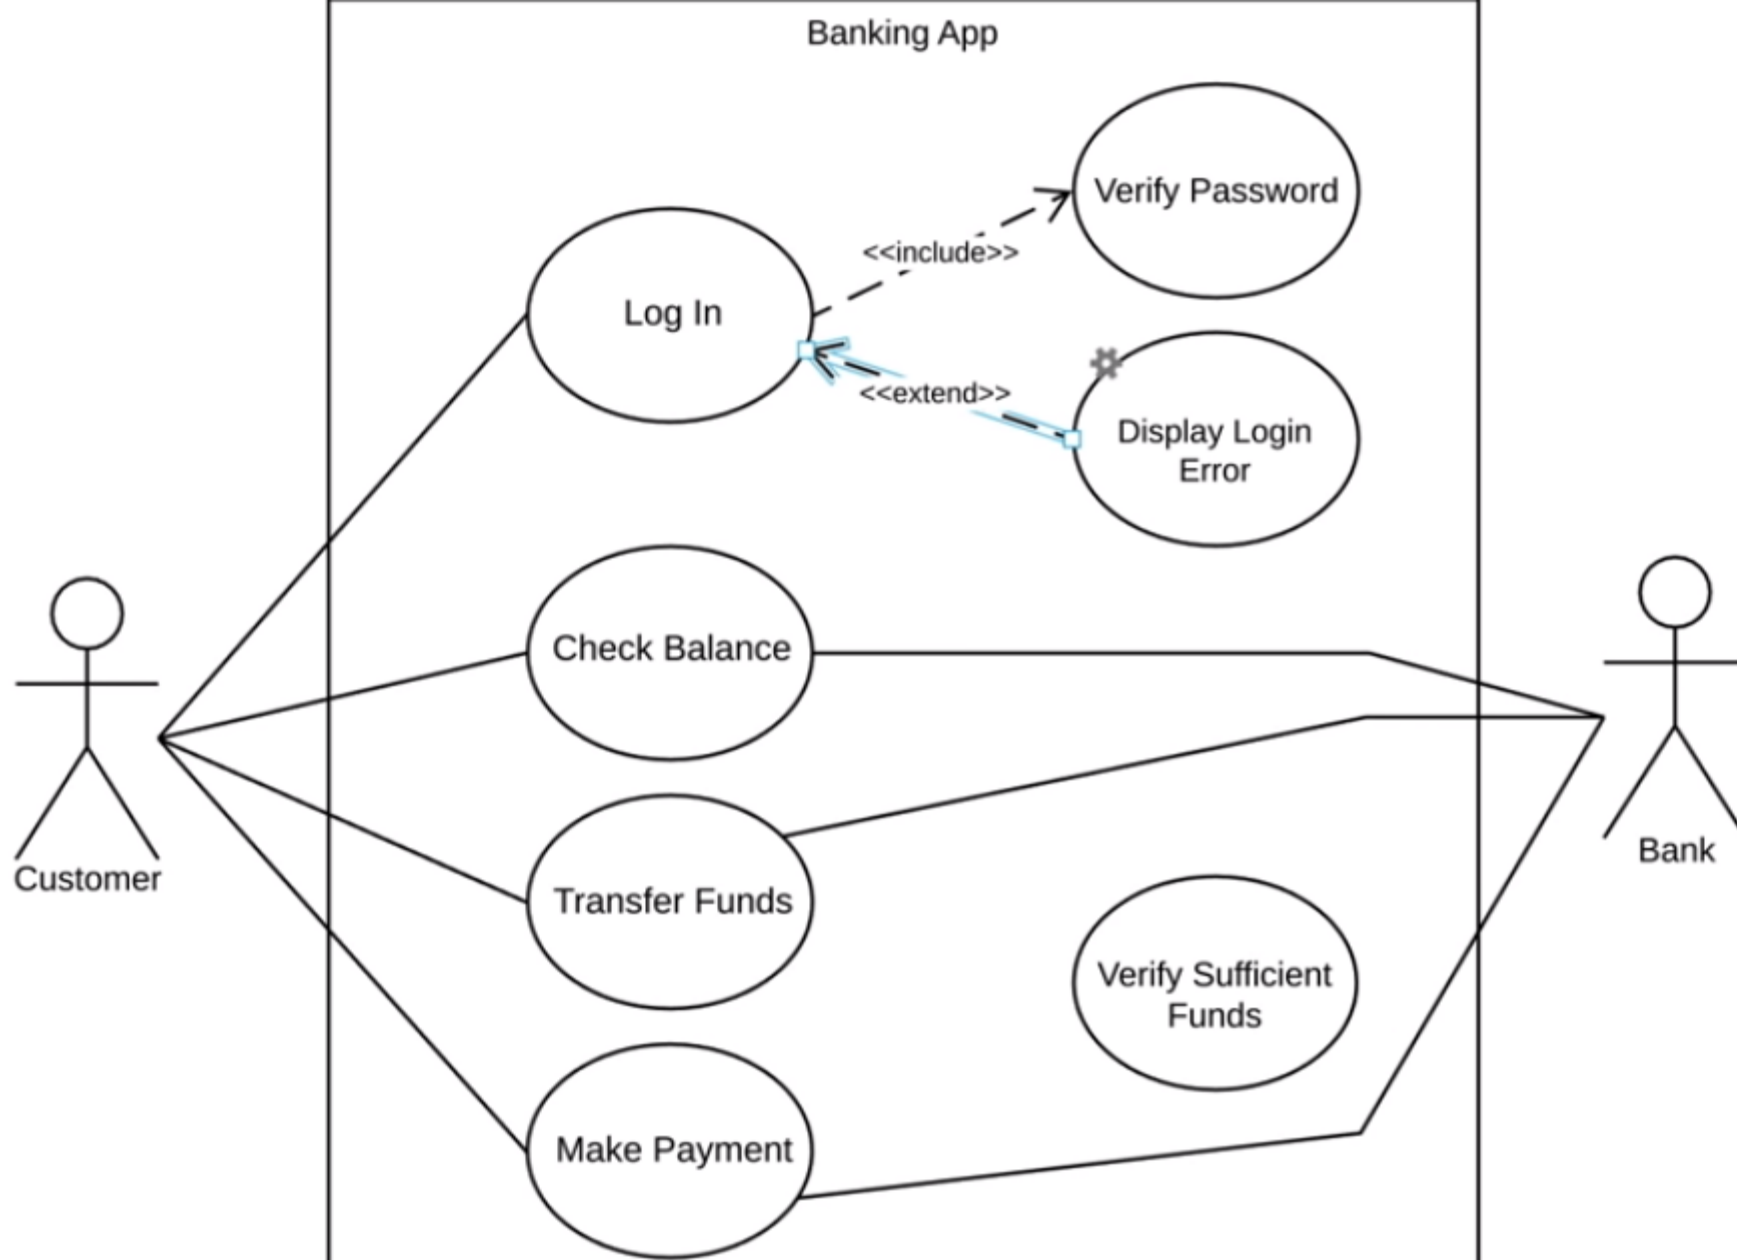 Banking App
Verify Password
<<include>>
Log In
<<extend>>
Display Login
Error
Check Balance
Customer
Bank
Transfer Funds
Verify Sufficient
Funds
Make Payment